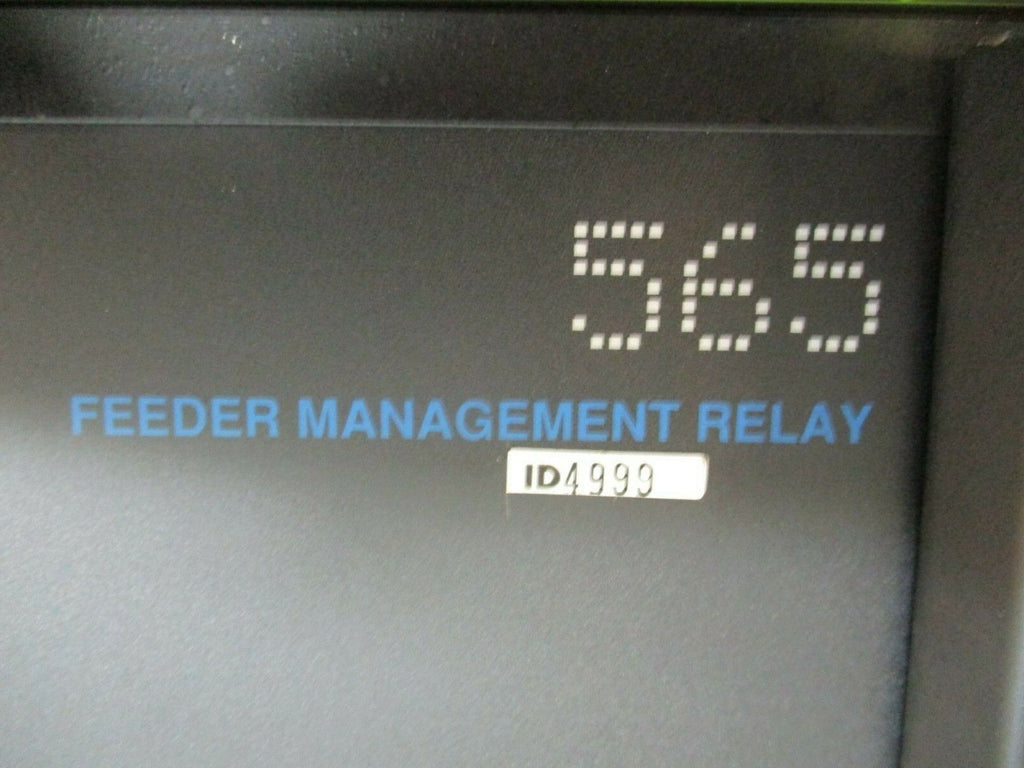 565
FEEDER MANAGEMENT RELAY
ID4999